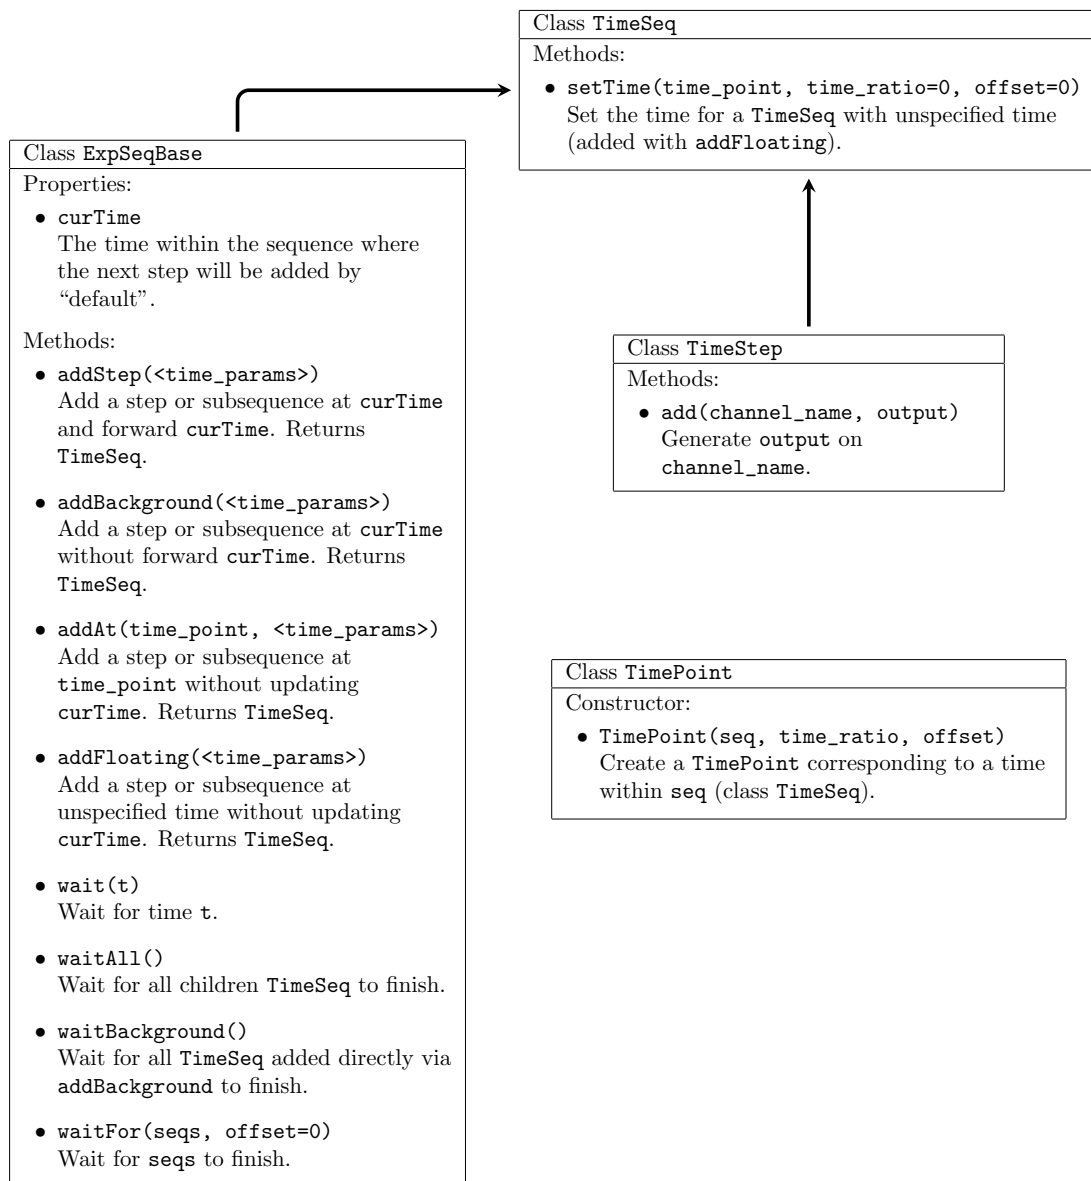 Class TimeSeq
Methods:
• setTime(time_point, time_ratio=0, offset=0)
Set the time for a TimeSeq with unspecified time
(added with addFloating).
Class ExpSeqBase
Properties:
• curTime
The time within the sequence where
the next step will be added by
“default”.
Methods:
• addStep(<time_params>)
Add a step or subsequence at curTime
and forward curTime. Returns
TimeSeq.
• addBackground(<time_params>)
Add a step or subsequence at curTime
without forward curTime. Returns
TimeSeq.
• addAt(time_point, <time_params>)
Add a step or subsequence at
time_point without updating
curTime. Returns TimeSeq.
• addFloating(<time_params>)
Add a step or subsequence at
unspecified time without updating
curTime. Returns TimeSeq.
• wait(t)
Wait for time t.
• waitAll()
Wait for all children TimeSeq to finish.
• waitBackground()
Wait for all TimeSeq added directly via
addBackground to finish.
• waitFor(seqs, offset=0)
Wait for seqs to finish.
Class TimeStep
Methods:
• add(channel_name, output)
Generate output on
channel_name.
Class TimePoint
Constructor:
• TimePoint(seq, time_ratio, offset)
Create a TimePoint corresponding to a time
within seq (class TimeSeq).